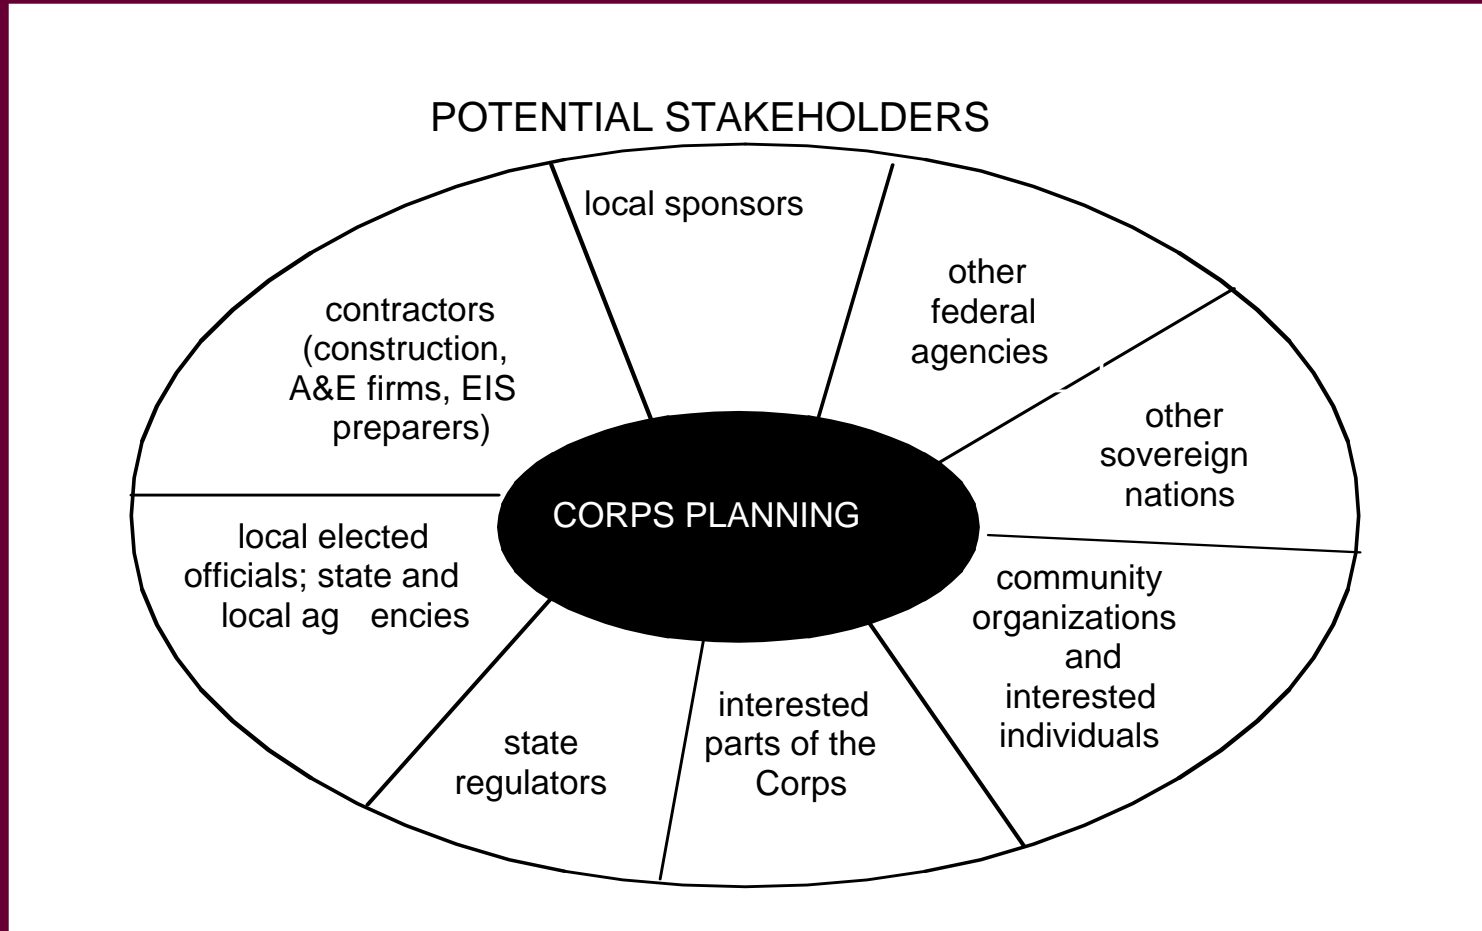 POTENTIAL STAKEHOLDERS
local sponsors
other
federal
agencies
contractors
(construction,
A&E firms, EIS
preparers)
other
sovereign
nations
CORPS PLANNING
local elected
officials; state and
local ag encies
community
organizations
and
interested
individuals
interested
parts of the
Corps
state
regulators